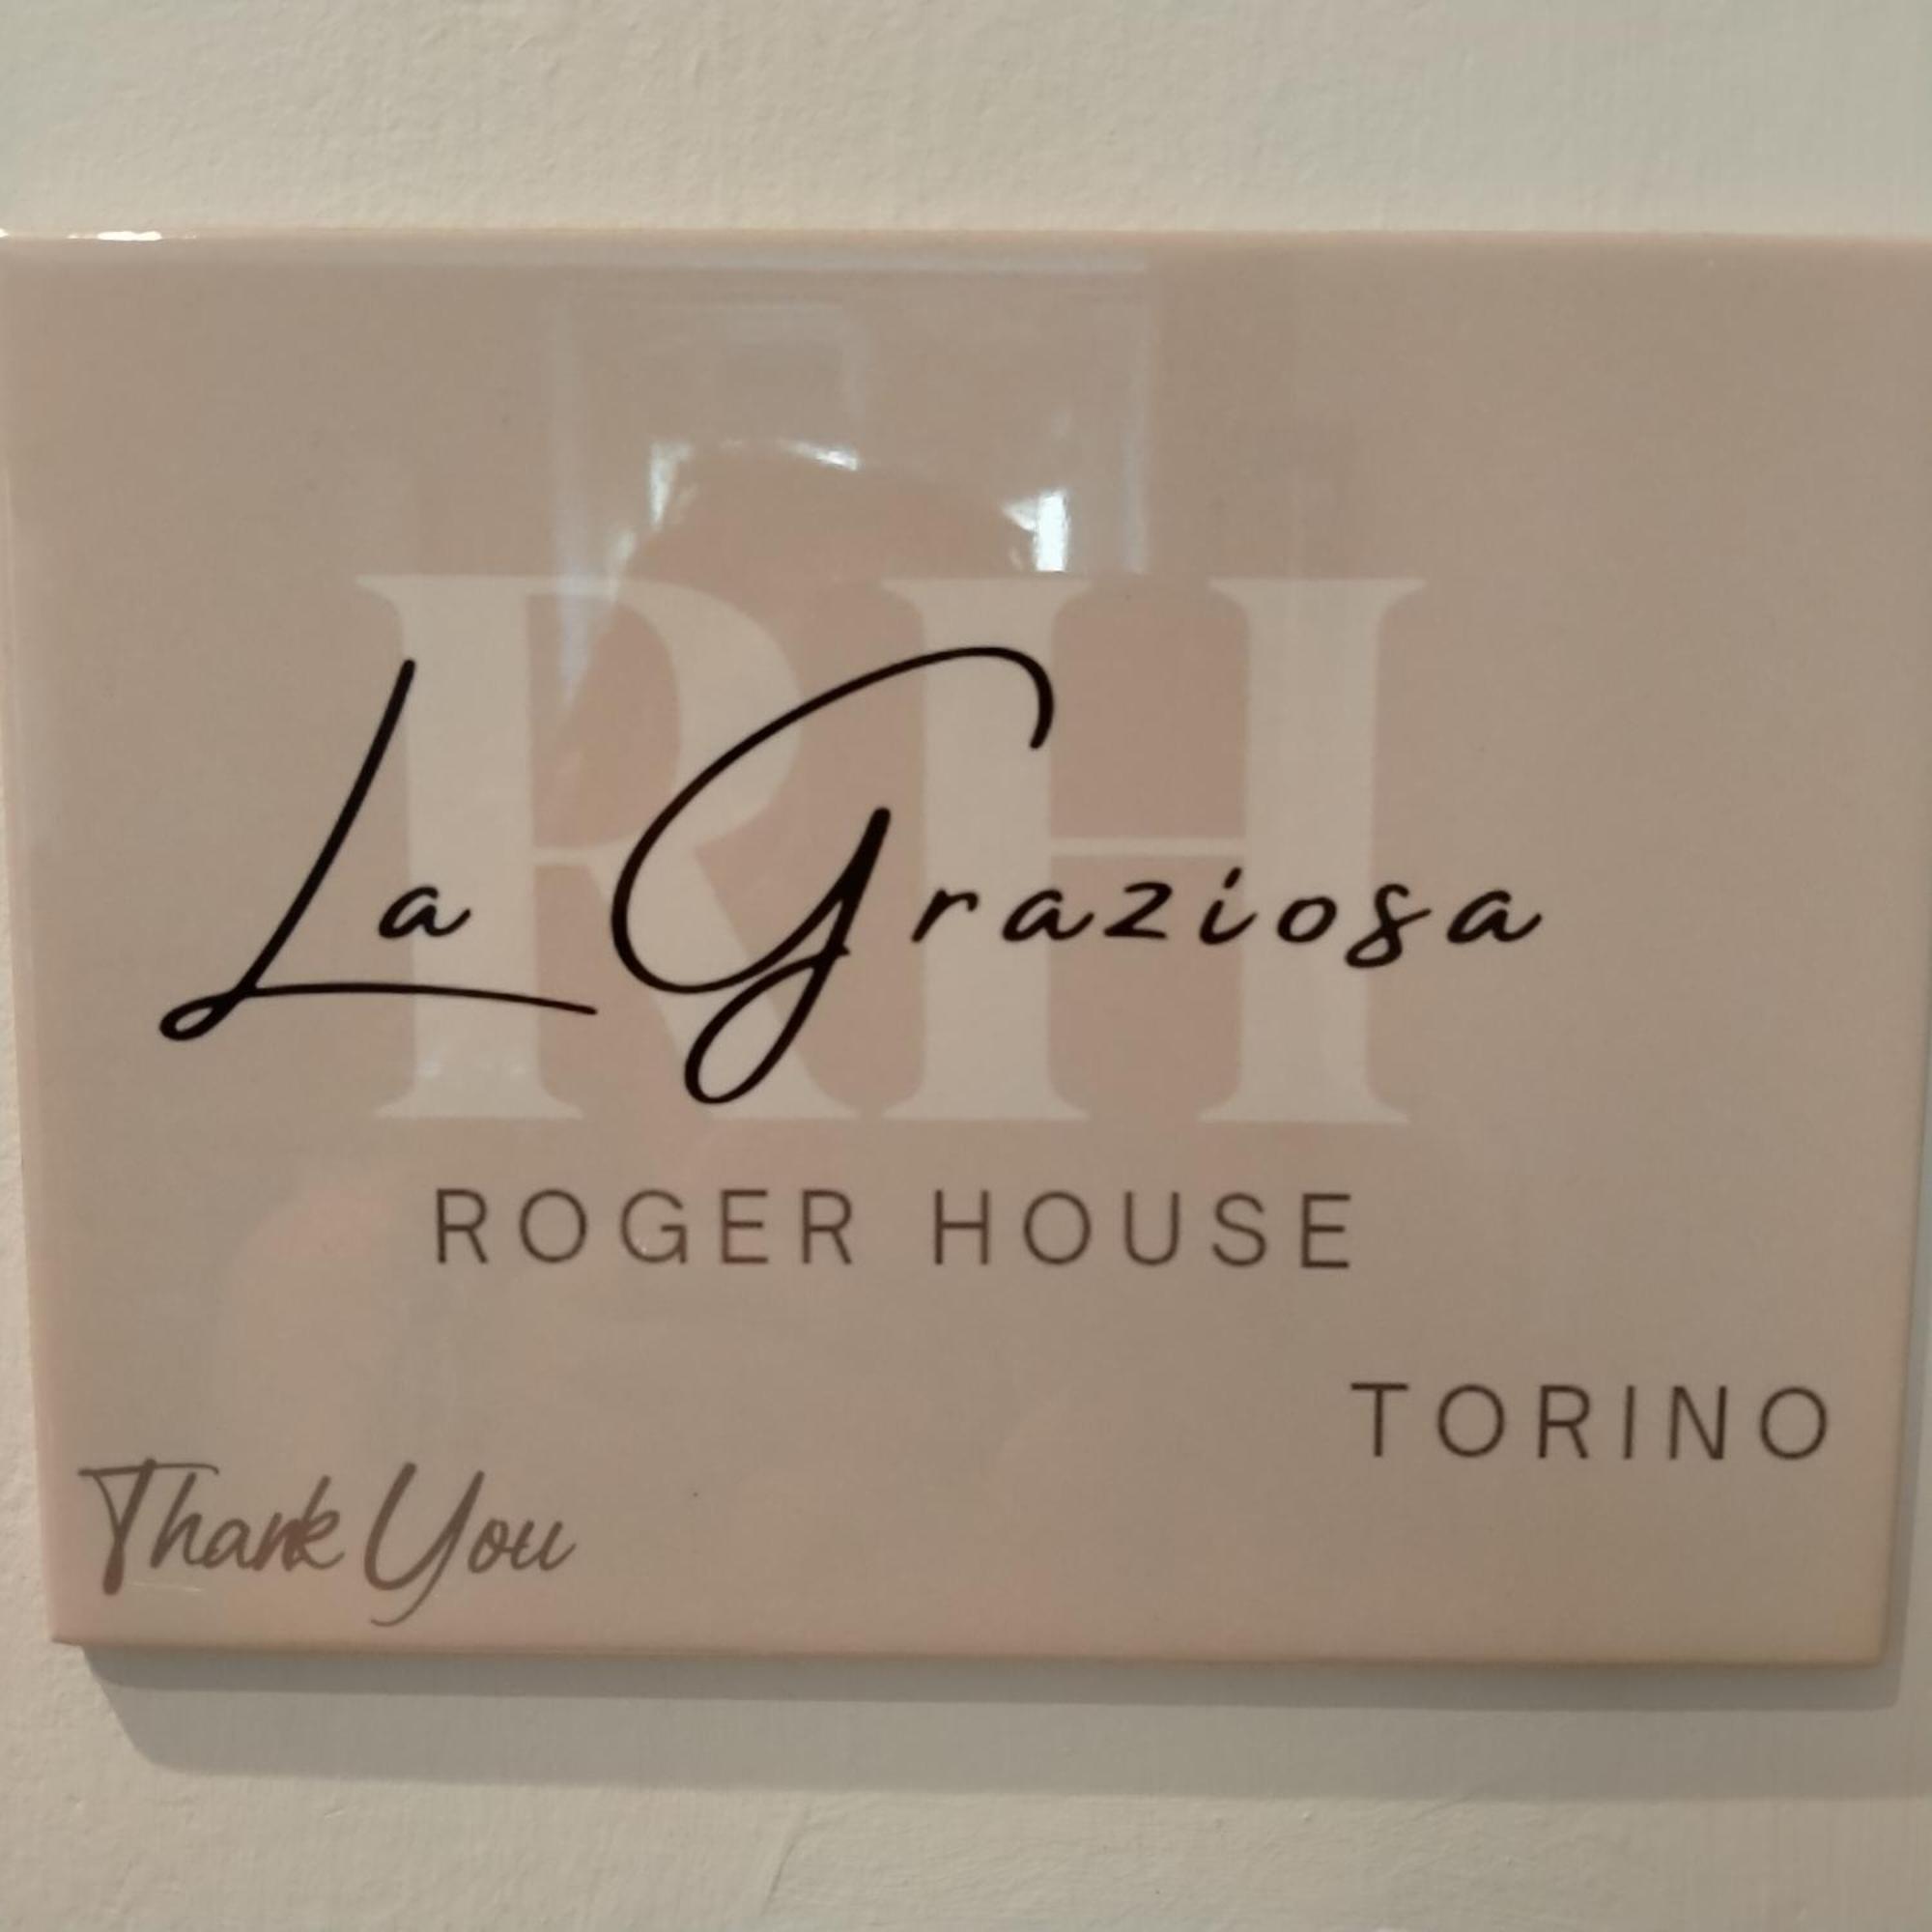 RH
La Graziosa
ROGER HOUSE
TORINO
Thank You